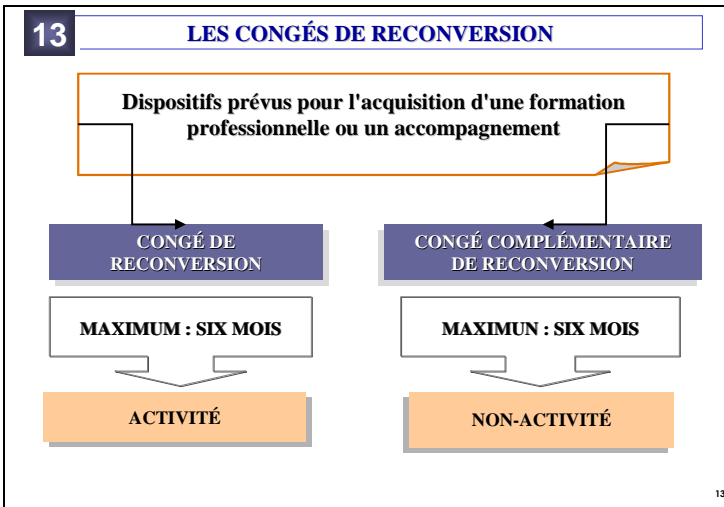 13
LES CONGÉS DE RECONVERSION
Dispositifs prévus pour l'acquisition d'une formation
professionnelle ou un accompagnement
CONGÉ DE
RECONVERSION
CONGÉ COMPLÉMENTAIRE
DE RECONVERSION
MAXIMUM : SIX MOIS
MAXIMUN : SIX MOIS
ACTIVITÉ
NON-ACTIVITÉ
13